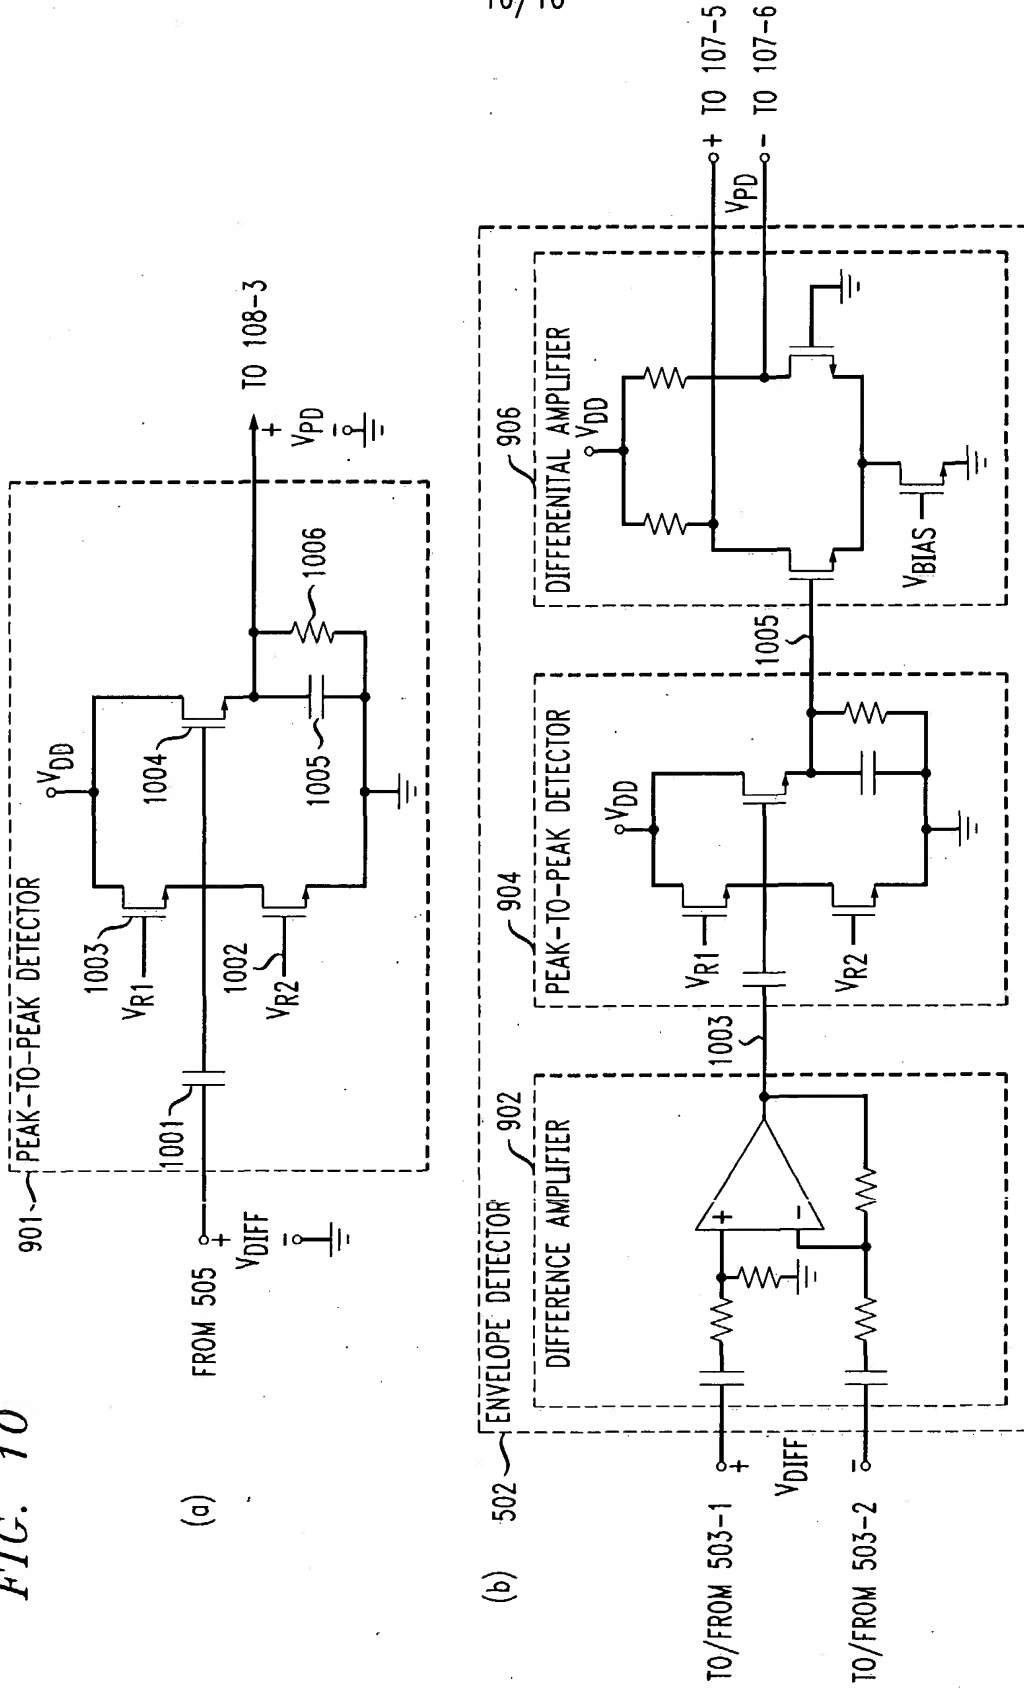 FIG. 10
(a)
901
PEAK-TO-PEAK DETECTOR
FROM 505
+
VDIFF
-
1001
VR1
1003
VR2
1002
VDD
1004
1005
1006
TO 108-3
+
VPD
-
(b)
502
ENVELOPE DETECTOR
902
DIFFERENCE AMPLIFIER
TO/FROM 503-1
+
VDIFF
-
TO/FROM 503-2
+
-
1003
904
PEAK-TO-PEAK DETECTOR
VDD
VR1
VR2
1005
906
DIFFERENITAL AMPLIFIER
VDD
VBIAS
+ TO 107-5
VPD
- TO 107-6